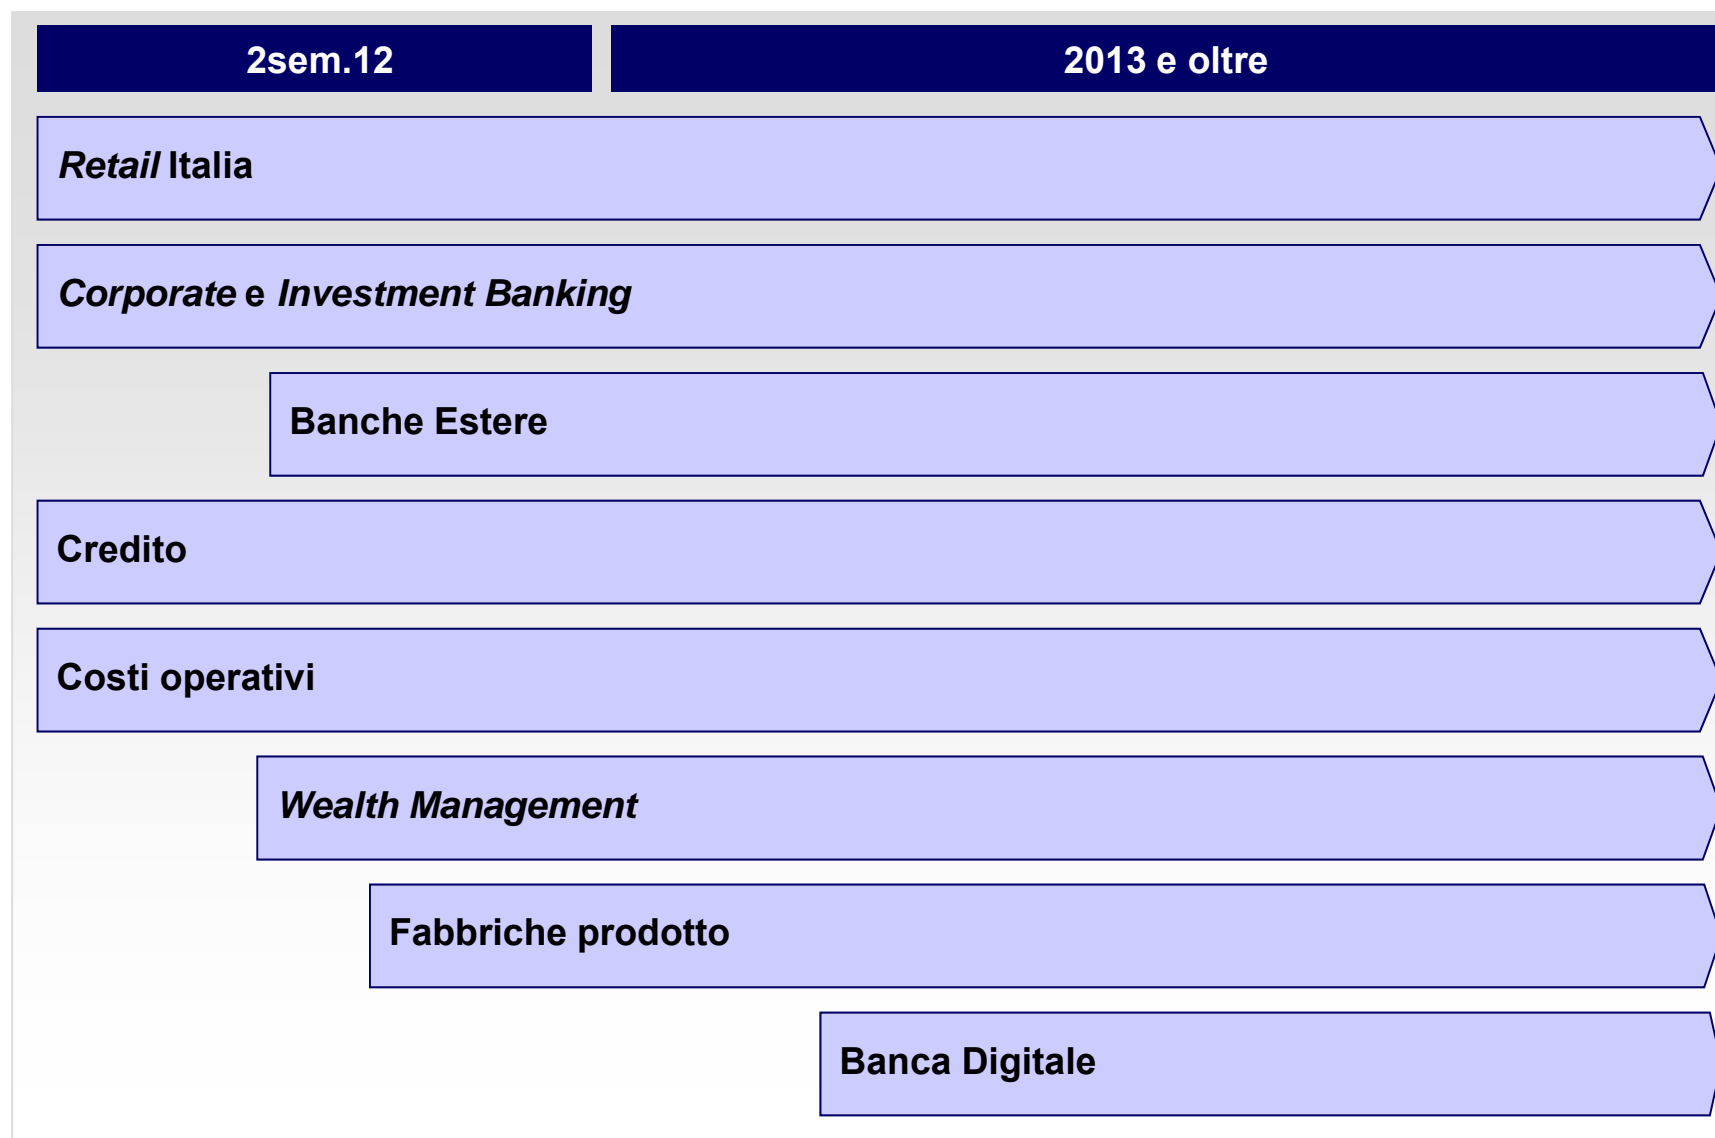 2sem.12
2013 e oltre
Retail Italia
Corporate e Investment Banking
Banche Estere
Credito
Costi operativi
Wealth Management
Fabbriche prodotto
Banca Digitale